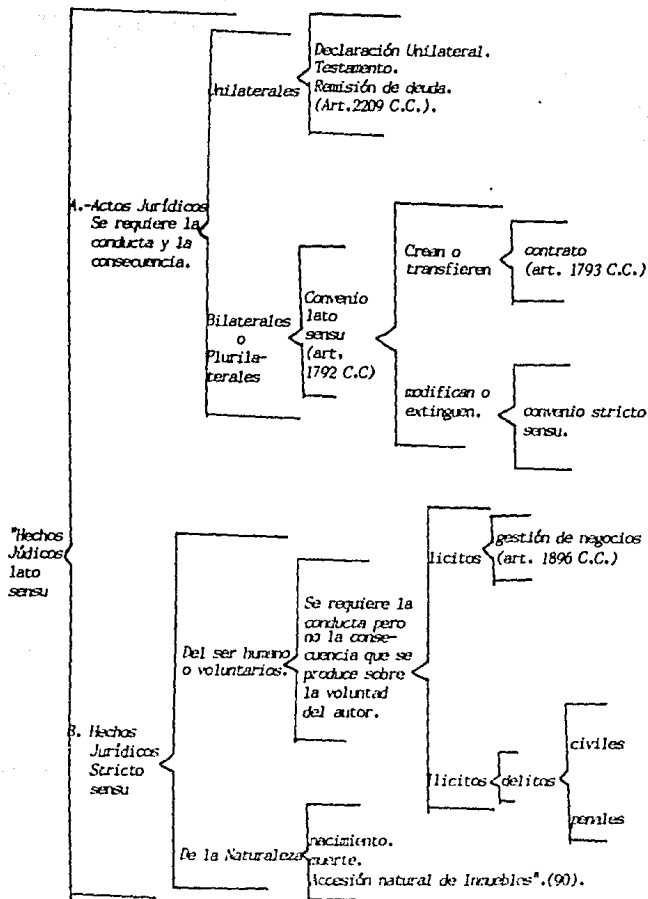 Declaración Unilateral.
Testamento.
Unilaterales
Remisión de deuda.
(Art.2209 C.C.).
A.-Actos Jurídicos
Se requiere la
conducta y la
consecuencia.
Crean o
transfieren
contrato
(art. 1793 C.C.)
Bilaterales
o
Plurila-
terales
Convenio
lato
sensu
(art,
1792 C.C)
modifican o
extinguen.
convenio stricto
sensu.
"Hechos
Júdicos
lato
sensu
B. Hechos
Jurídicos
Stricto
sensu
Del ser humano
o voluntarios.
Se requiere la
conducta pero
no la conse-
cuencia que se
produce sobre
la voluntad
del autor.
licitos
gestión de negocios
(art. 1896 C.C.)
Ilicitos
delitos
civiles
penales
De la Naturaleza
nacimiento.
muerte.
Accesión natural de Inmuebles".(90).